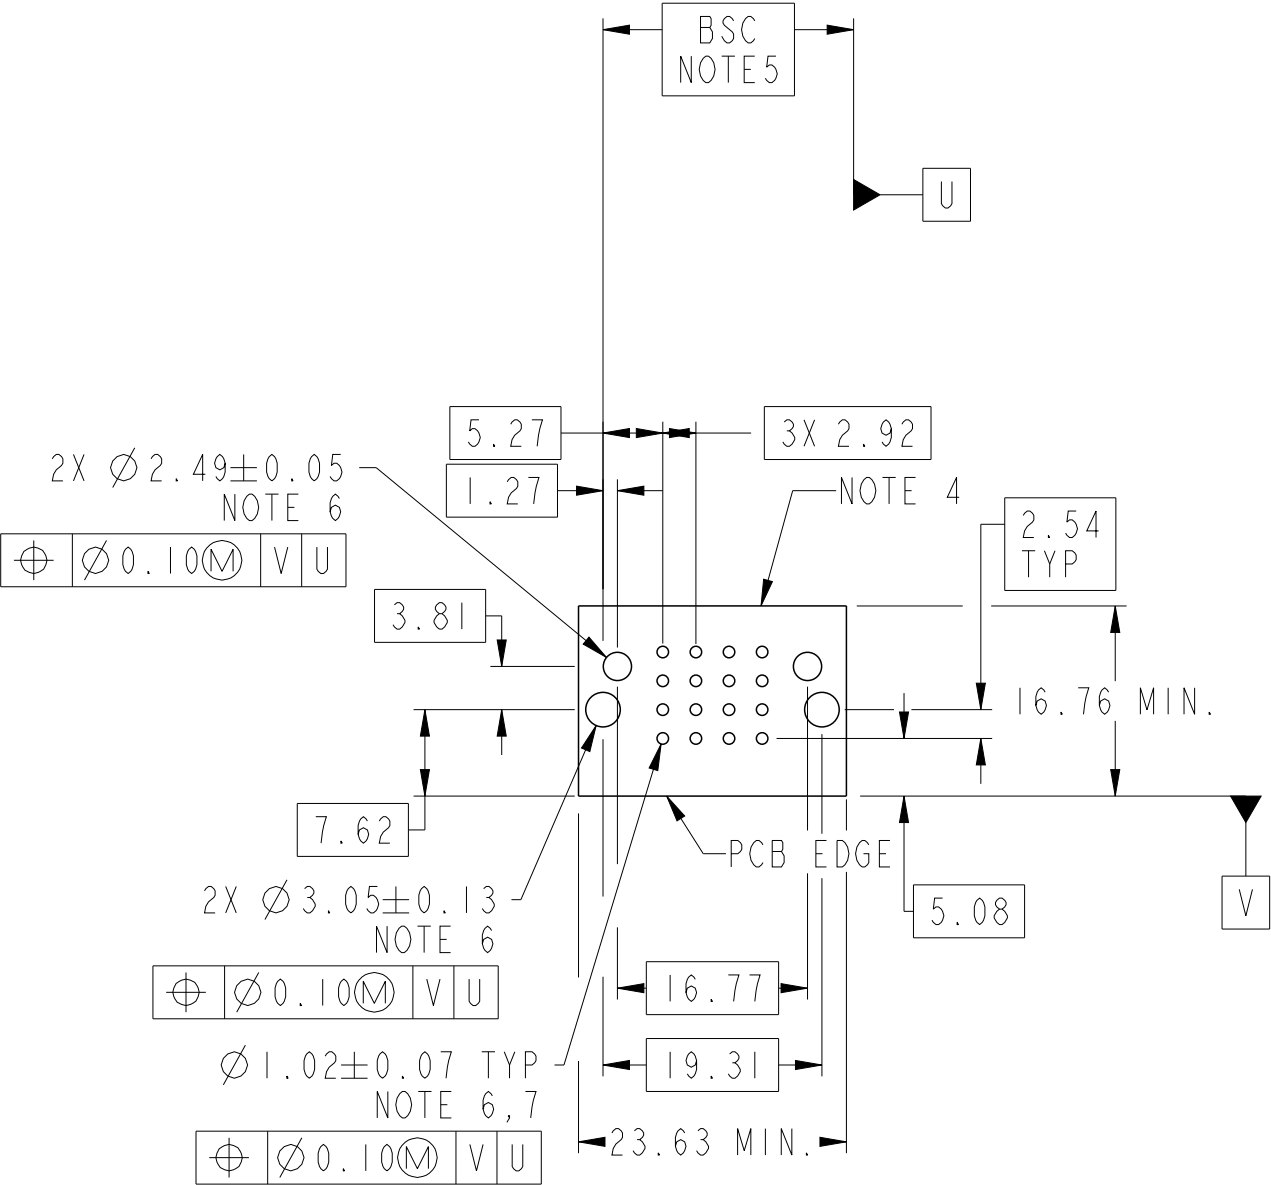 BSC
NOTE5
U
5.27
3X 2.92
2X ∅2.49±0.05
NOTE 6
1.27
NOTE 4
2.54
TYP
⌖ ∅0.10Ⓜ V U
3.81
16.76 MIN.
7.62
PCB EDGE
2X ∅3.05±0.13
NOTE 6
5.08
V
⌖ ∅0.10Ⓜ V U
16.77
∅1.02±0.07 TYP
NOTE 6,7
19.31
⌖ ∅0.10Ⓜ V U
23.63 MIN.